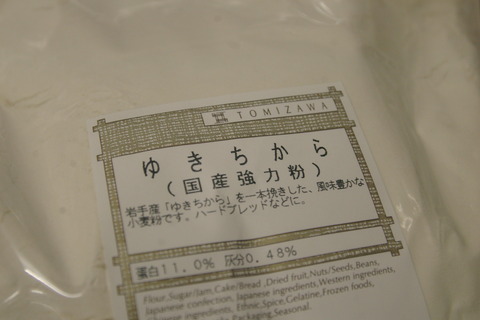 TOMIZAWA
ゆきちから
(国産強力粉)
岩手産「ゆきちから」を一本挽きした、風味豊かな
小麦粉です。ハードブレッドなどに。
蛋白11.0% 灰分0.48%
Flour,Sugar/Jam,Cake/Bread ,Dried fruit,Nuts/Seeds,Beans,
Japanese confection, Japanese ingredients,Western ingredients,
Chinese ingredients, Ethnic,Spice,Gelatine,Frozen foods,
Packaging,Seasonal.